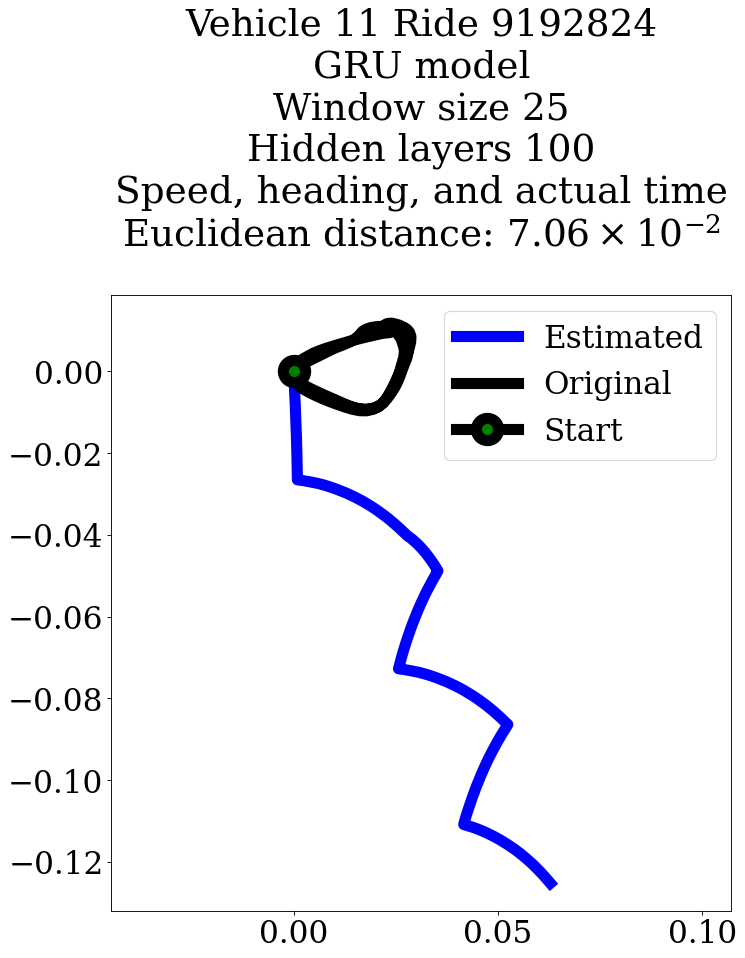 Vehicle 11 Ride 9192824
GRU model
Window size 25
Hidden layers 100
Speed, heading, and actual time
Euclidean distance: 7.06 × 10⁻²
Estimated
Original
Start
0.00
−0.02
−0.04
−0.06
−0.08
−0.10
−0.12
0.00 0.05 0.10